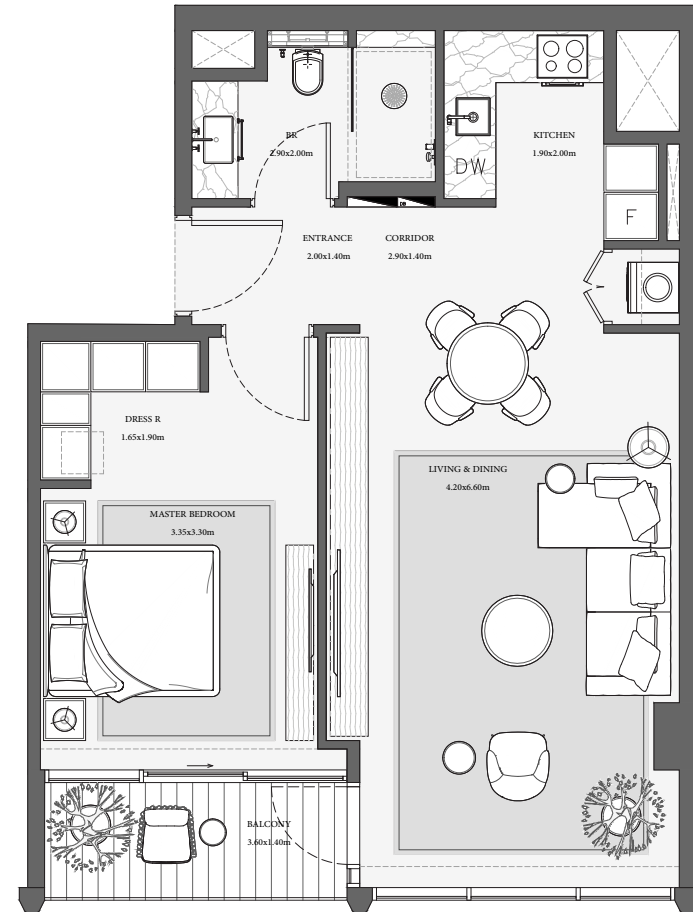 BR
2.90x2.00m
KITCHEN
1.90x2.00m
DW
F
DB
ENTRANCE
2.00x1.40m
CORRIDOR
2.90x1.40m
DRESS R
1.65x1.90m
LIVING & DINING
4.20x6.60m
MASTER BEDROOM
3.35x3.30m
BALCONY
3.60x1.40m